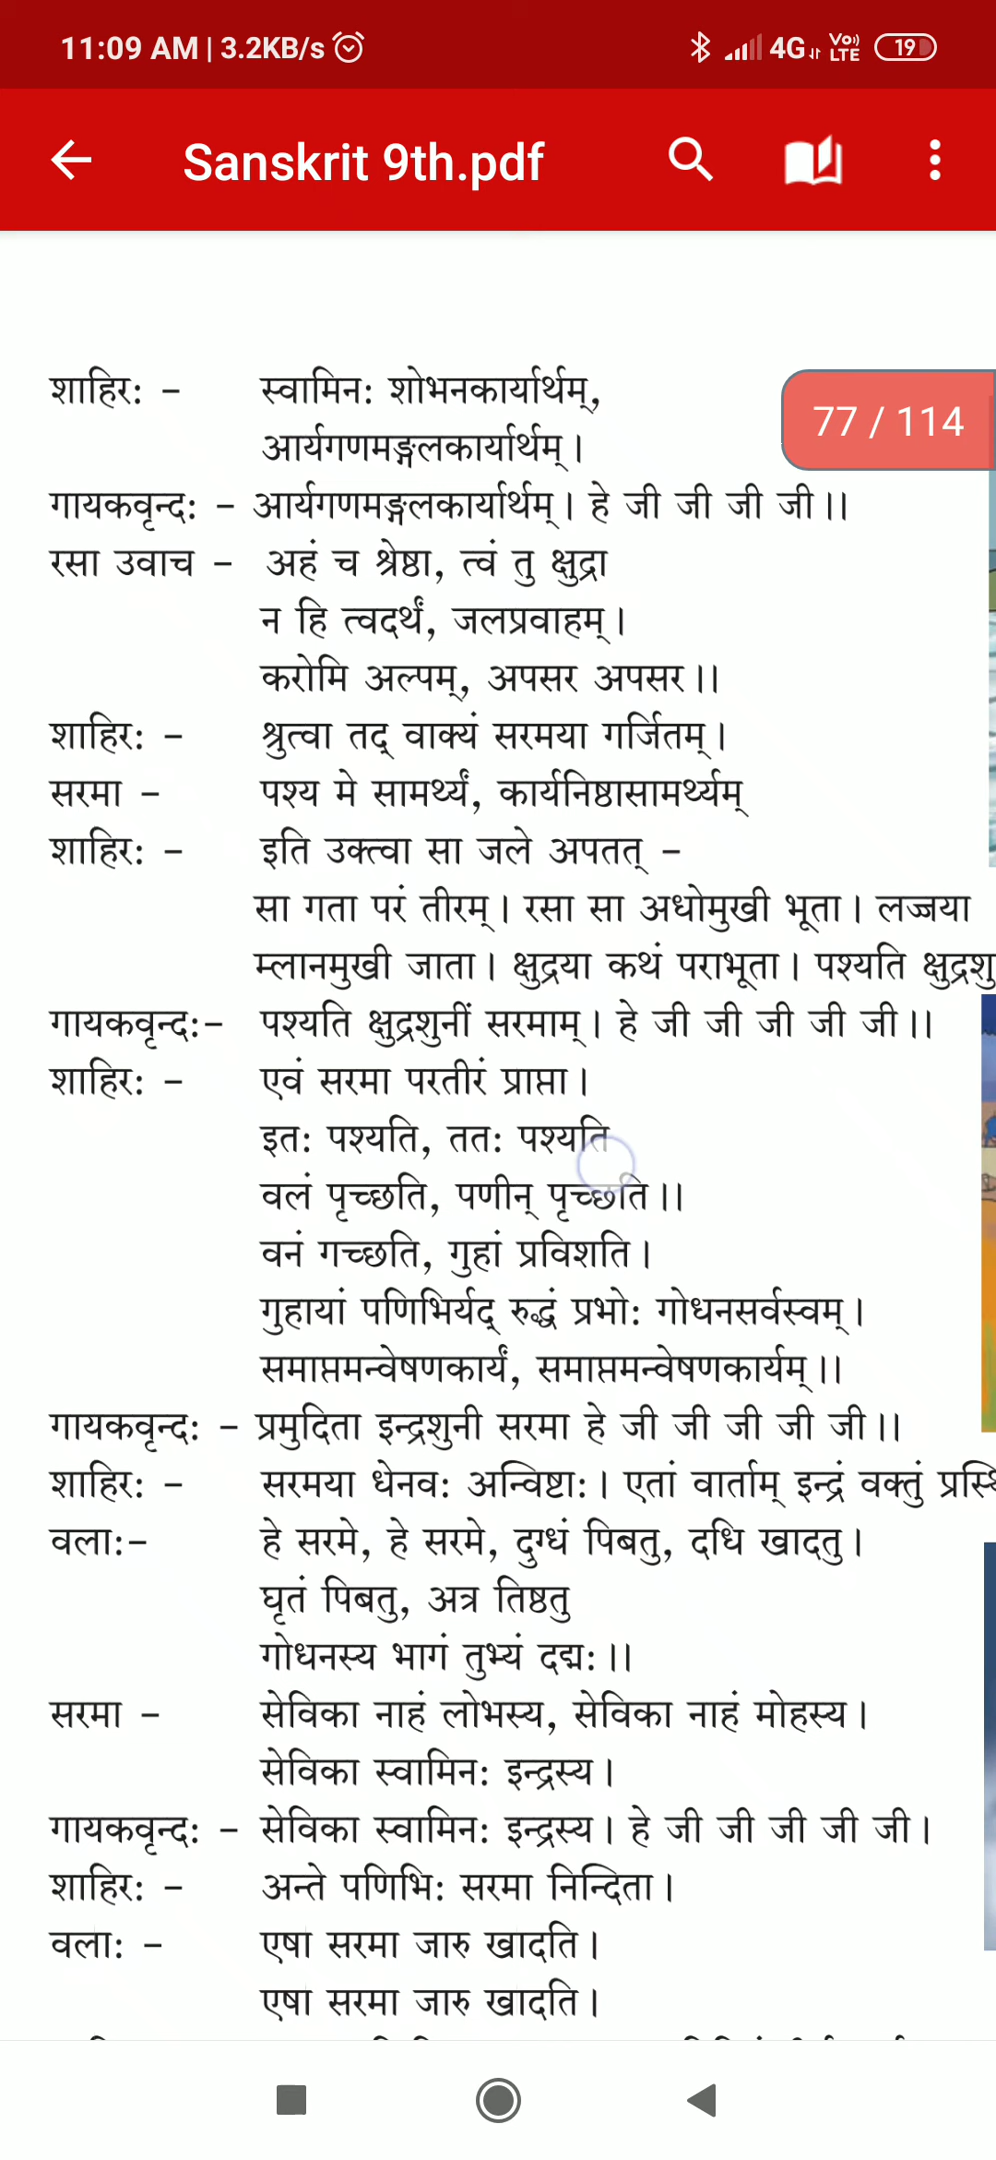 11:09 AM | 3.2KB/s 4G Vo)) LTE 19
Sanskrit 9th.pdf
77 / 114
शाहिरः - स्वामिनः शोभनकार्यार्थम्,
आर्यगणमङ्गलकार्यार्थम् ।
गायकवृन्दः - आर्यगणमङ्गलकार्यार्थम् । हे जी जी जी जी ।।
रसा उवाच - अहं च श्रेष्ठा, त्वं तु क्षुद्रा
न हि त्वदर्थं, जलप्रवाहम् ।
करोमि अल्पम्, अपसर अपसर ।।
शाहिरः - श्रुत्वा तद् वाक्यं सरमया गर्जितम् ।
सरमा - पश्य मे सामर्थ्यं, कार्यनिष्ठासामर्थ्यम्
शाहिरः - इति उक्त्वा सा जले अपतत् -
सा गता परं तीरम् । रसा सा अधोमुखी भूता । लज्जया
म्लानमुखी जाता । क्षुद्रया कथं पराभूता । पश्यति
गायकवृन्दः- पश्यति क्षुद्रशुनीं सरमाम् । हे जी जी जी जी जी ।।
शाहिरः - एवं सरमा परतीरं प्राप्ता ।
इतः पश्यति, ततः पश्यति
वलं पृच्छति, पणीन् पृच्छति ।।
वनं गच्छति, गुहां प्रविशति ।
गुहायां पणिभिर्यद् रुद्धं प्रभोः गोधनसर्वस्वम् ।
समाप्तमन्वेषणकार्यं, समाप्तमन्वेषणकार्यम् ।।
गायकवृन्दः - प्रमुदिता इन्द्रशुनी सरमा हे जी जी जी जी जी ।।
शाहिरः - सरमया धेनवः अन्विष्टाः । एतां वार्ताम् इन्द्रं वक्तुं
वलाः- हे सरमे, हे सरमे, दुग्धं पिबतु, दधि खादतु ।
घृतं पिबतु, अत्र तिष्ठतु
गोधनस्य भागं तुभ्यं दद्मः ।।
सरमा - सेविका नाहं लोभस्य, सेविका नाहं मोहस्य ।
सेविका स्वामिनः इन्द्रस्य ।
गायकवृन्दः - सेविका स्वामिनः इन्द्रस्य । हे जी जी जी जी जी ।
शाहिरः - अन्ते पणिभिः सरमा निन्दिता ।
वलाः - एषा सरमा जारु खादति ।
एषा सरमा जारु खादति ।